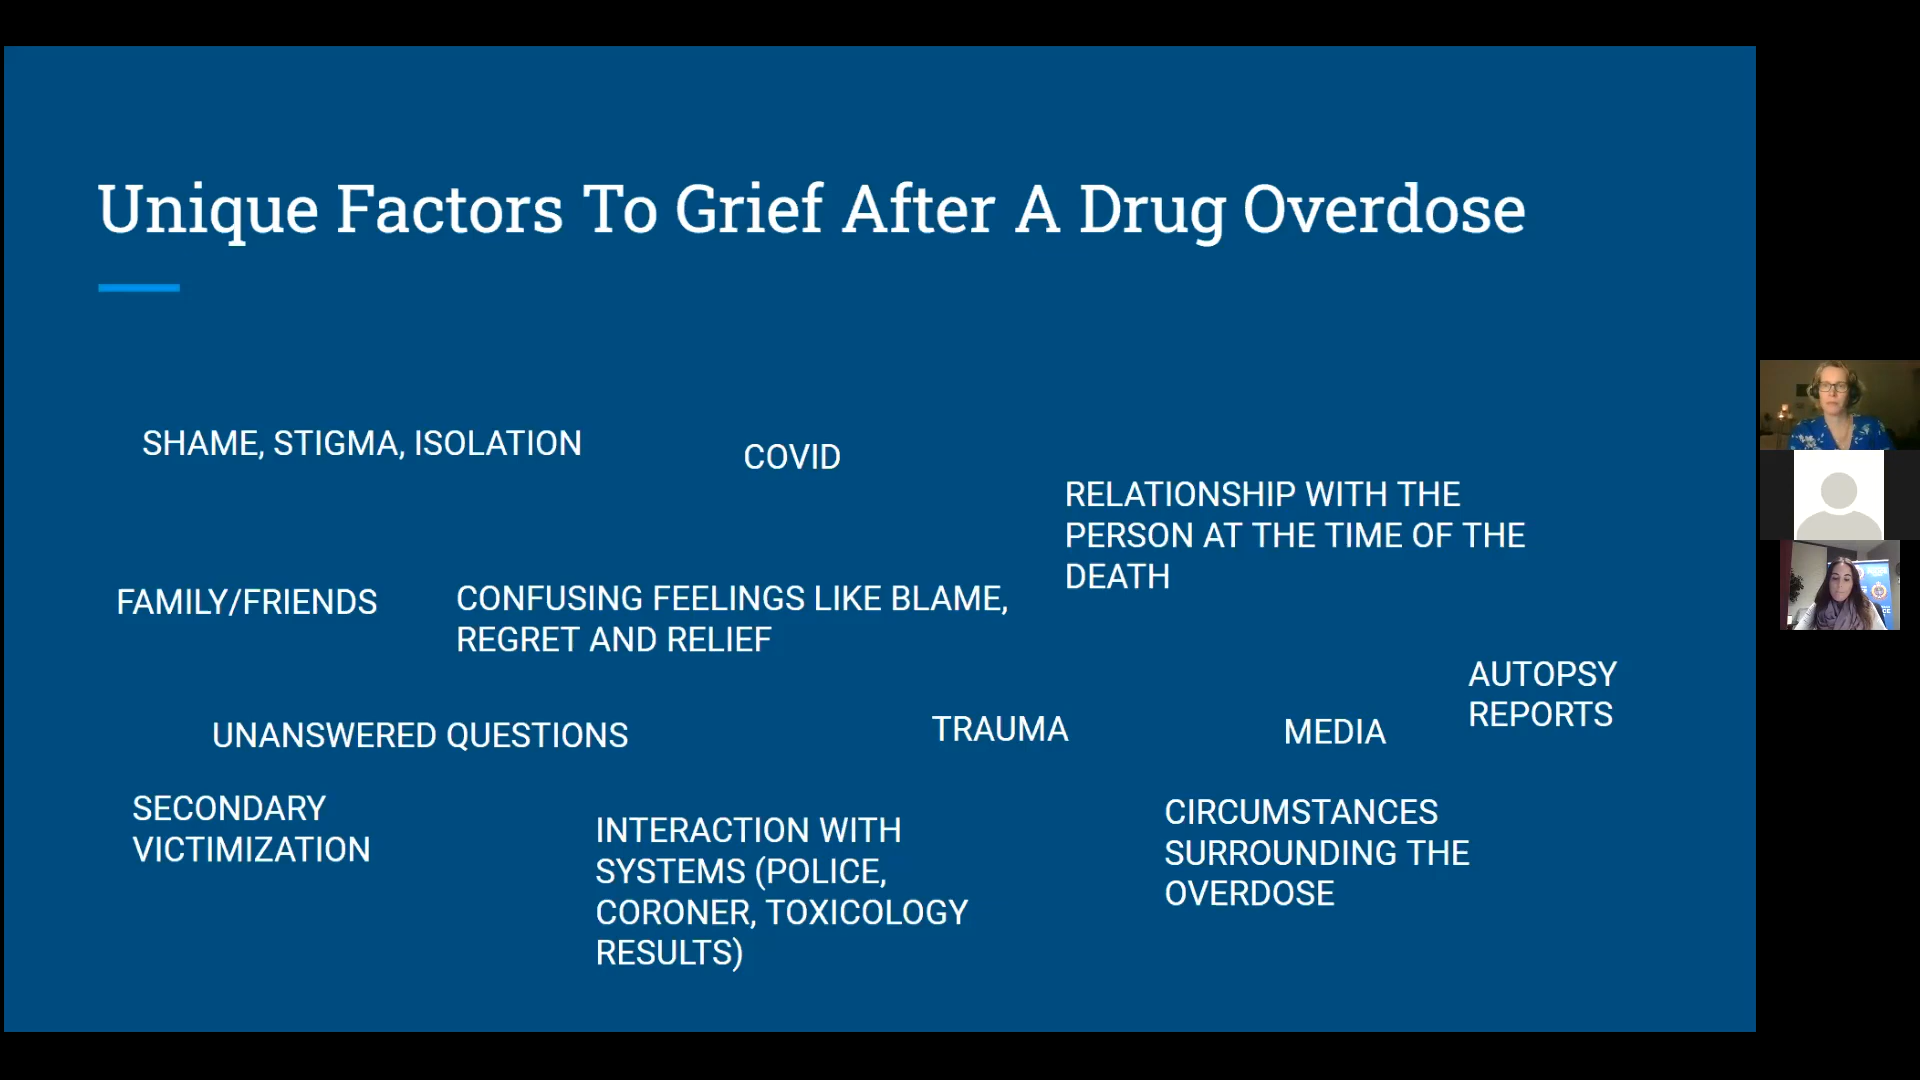 Unique Factors To Grief After A Drug Overdose
SHAME, STIGMA, ISOLATION
COVID
RELATIONSHIP WITH THE
PERSON AT THE TIME OF THE
DEATH
FAMILY/FRIENDS
CONFUSING FEELINGS LIKE BLAME,
REGRET AND RELIEF
AUTOPSY
REPORTS
UNANSWERED QUESTIONS
TRAUMA
MEDIA
SECONDARY
VICTIMIZATION
INTERACTION WITH
SYSTEMS (POLICE,
CORONER, TOXICOLOGY
RESULTS)
CIRCUMSTANCES
SURROUNDING THE
OVERDOSE